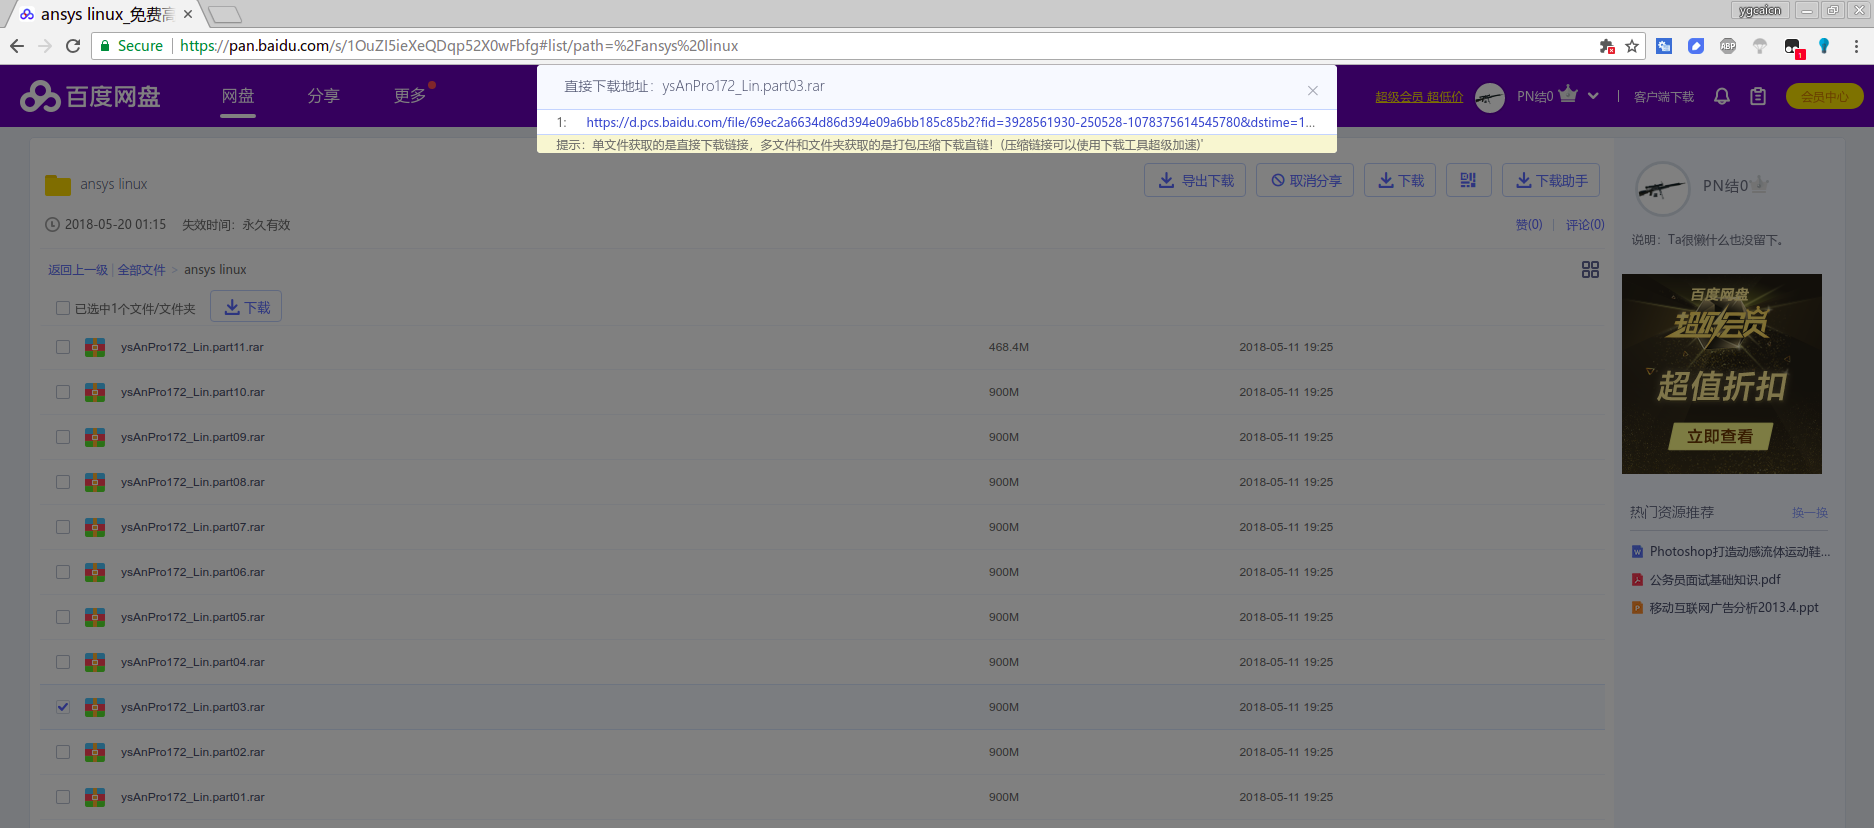 ansys linux_免费高
ygcaicn
Secure https://pan.baidu.com/s/1OuZI5ieXeQDqp52X0wFbfg#list/path=%2Fansys%20linux
ABP
1
百度网盘 网盘 分享 更多
超级会员 超低价 PN结0 客户端下载 会员中心
直接下载地址：ysAnPro172_Lin.part03.rar
1: https://d.pcs.baidu.com/file/69ec2a6634d86d394e09a6bb185c85b2?fid=3928561930-250528-1078375614545780&dstime=1...
提示：单文件获取的是直接下载链接，多文件和文件夹获取的是打包压缩下载直链！(压缩链接可以使用下载工具超级加速)'
ansys linux
导出下载 取消分享 下载 下载助手
2018-05-20 01:15 失效时间：永久有效
赞(0) 评论(0)
返回上一级 | 全部文件 > ansys linux
已选中1个文件/文件夹 下载
ysAnPro172_Lin.part11.rar 468.4M 2018-05-11 19:25
ysAnPro172_Lin.part10.rar 900M 2018-05-11 19:25
ysAnPro172_Lin.part09.rar 900M 2018-05-11 19:25
ysAnPro172_Lin.part08.rar 900M 2018-05-11 19:25
ysAnPro172_Lin.part07.rar 900M 2018-05-11 19:25
ysAnPro172_Lin.part06.rar 900M 2018-05-11 19:25
ysAnPro172_Lin.part05.rar 900M 2018-05-11 19:25
ysAnPro172_Lin.part04.rar 900M 2018-05-11 19:25
ysAnPro172_Lin.part03.rar 900M 2018-05-11 19:25
ysAnPro172_Lin.part02.rar 900M 2018-05-11 19:25
ysAnPro172_Lin.part01.rar 900M 2018-05-11 19:25
PN结0
说明：Ta很懒什么也没留下。
百度网盘
超级会员
超值折扣
立即查看
热门资源推荐 换一换
Photoshop打造动感流体运动鞋...
公务员面试基础知识.pdf
移动互联网广告分析2013.4.ppt